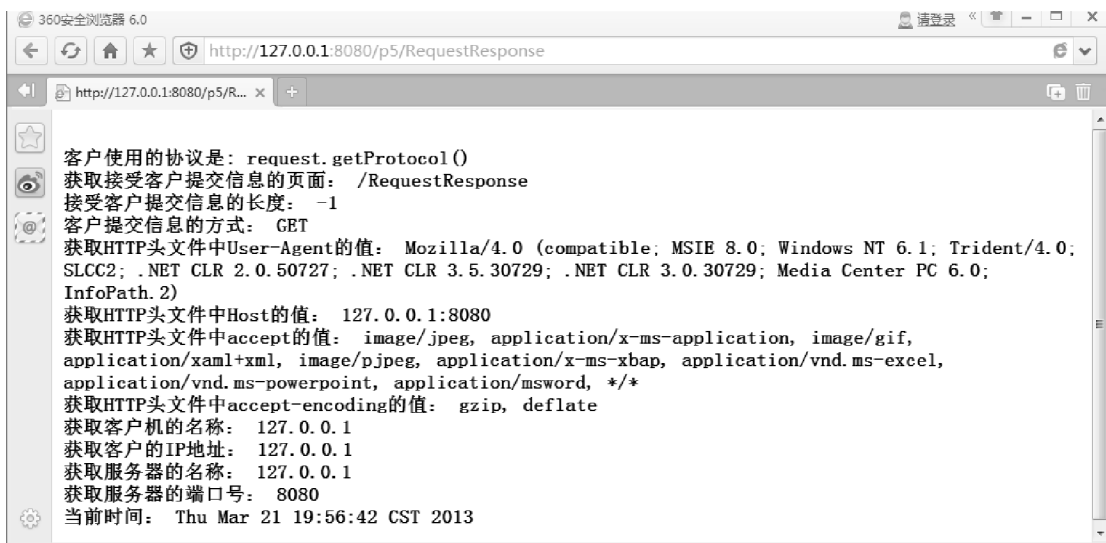 360安全浏览器 6.0
请登录
http://127.0.0.1:8080/p5/RequestResponse
http://127.0.0.1:8080/p5/R...
客户使用的协议是: request.getProtocol()
获取接受客户提交信息的页面: /RequestResponse
接受客户提交信息的长度: -1
客户提交信息的方式: GET
获取HTTP头文件中User-Agent的值: Mozilla/4.0 (compatible; MSIE 8.0; Windows NT 6.1; Trident/4.0;
SLCC2; .NET CLR 2.0.50727; .NET CLR 3.5.30729; .NET CLR 3.0.30729; Media Center PC 6.0;
InfoPath.2)
获取HTTP头文件中Host的值: 127.0.0.1:8080
获取HTTP头文件中accept的值: image/jpeg, application/x-ms-application, image/gif,
application/xaml+xml, image/pjpeg, application/x-ms-xbap, application/vnd.ms-excel,
application/vnd.ms-powerpoint, application/msword, */*
获取HTTP头文件中accept-encoding的值: gzip, deflate
获取客户机的名称: 127.0.0.1
获取客户的IP地址: 127.0.0.1
获取服务器的名称: 127.0.0.1
获取服务器的端口号: 8080
当前时间: Thu Mar 21 19:56:42 CST 2013